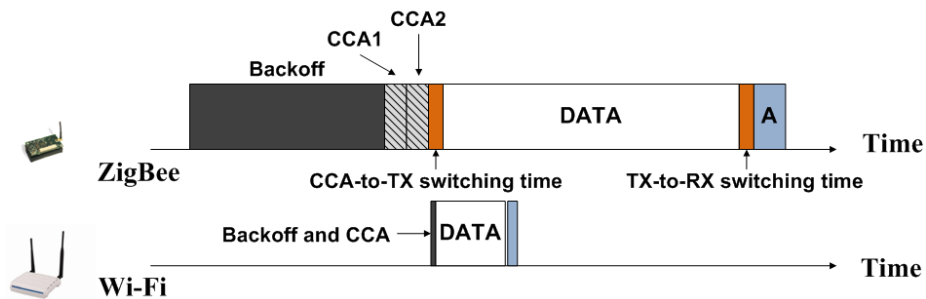 CCA2
CCA1
Backoff
DATA
A
Time
ZigBee
CCA-to-TX switching time
TX-to-RX switching time
Backoff and CCA
DATA
Time
Wi-Fi